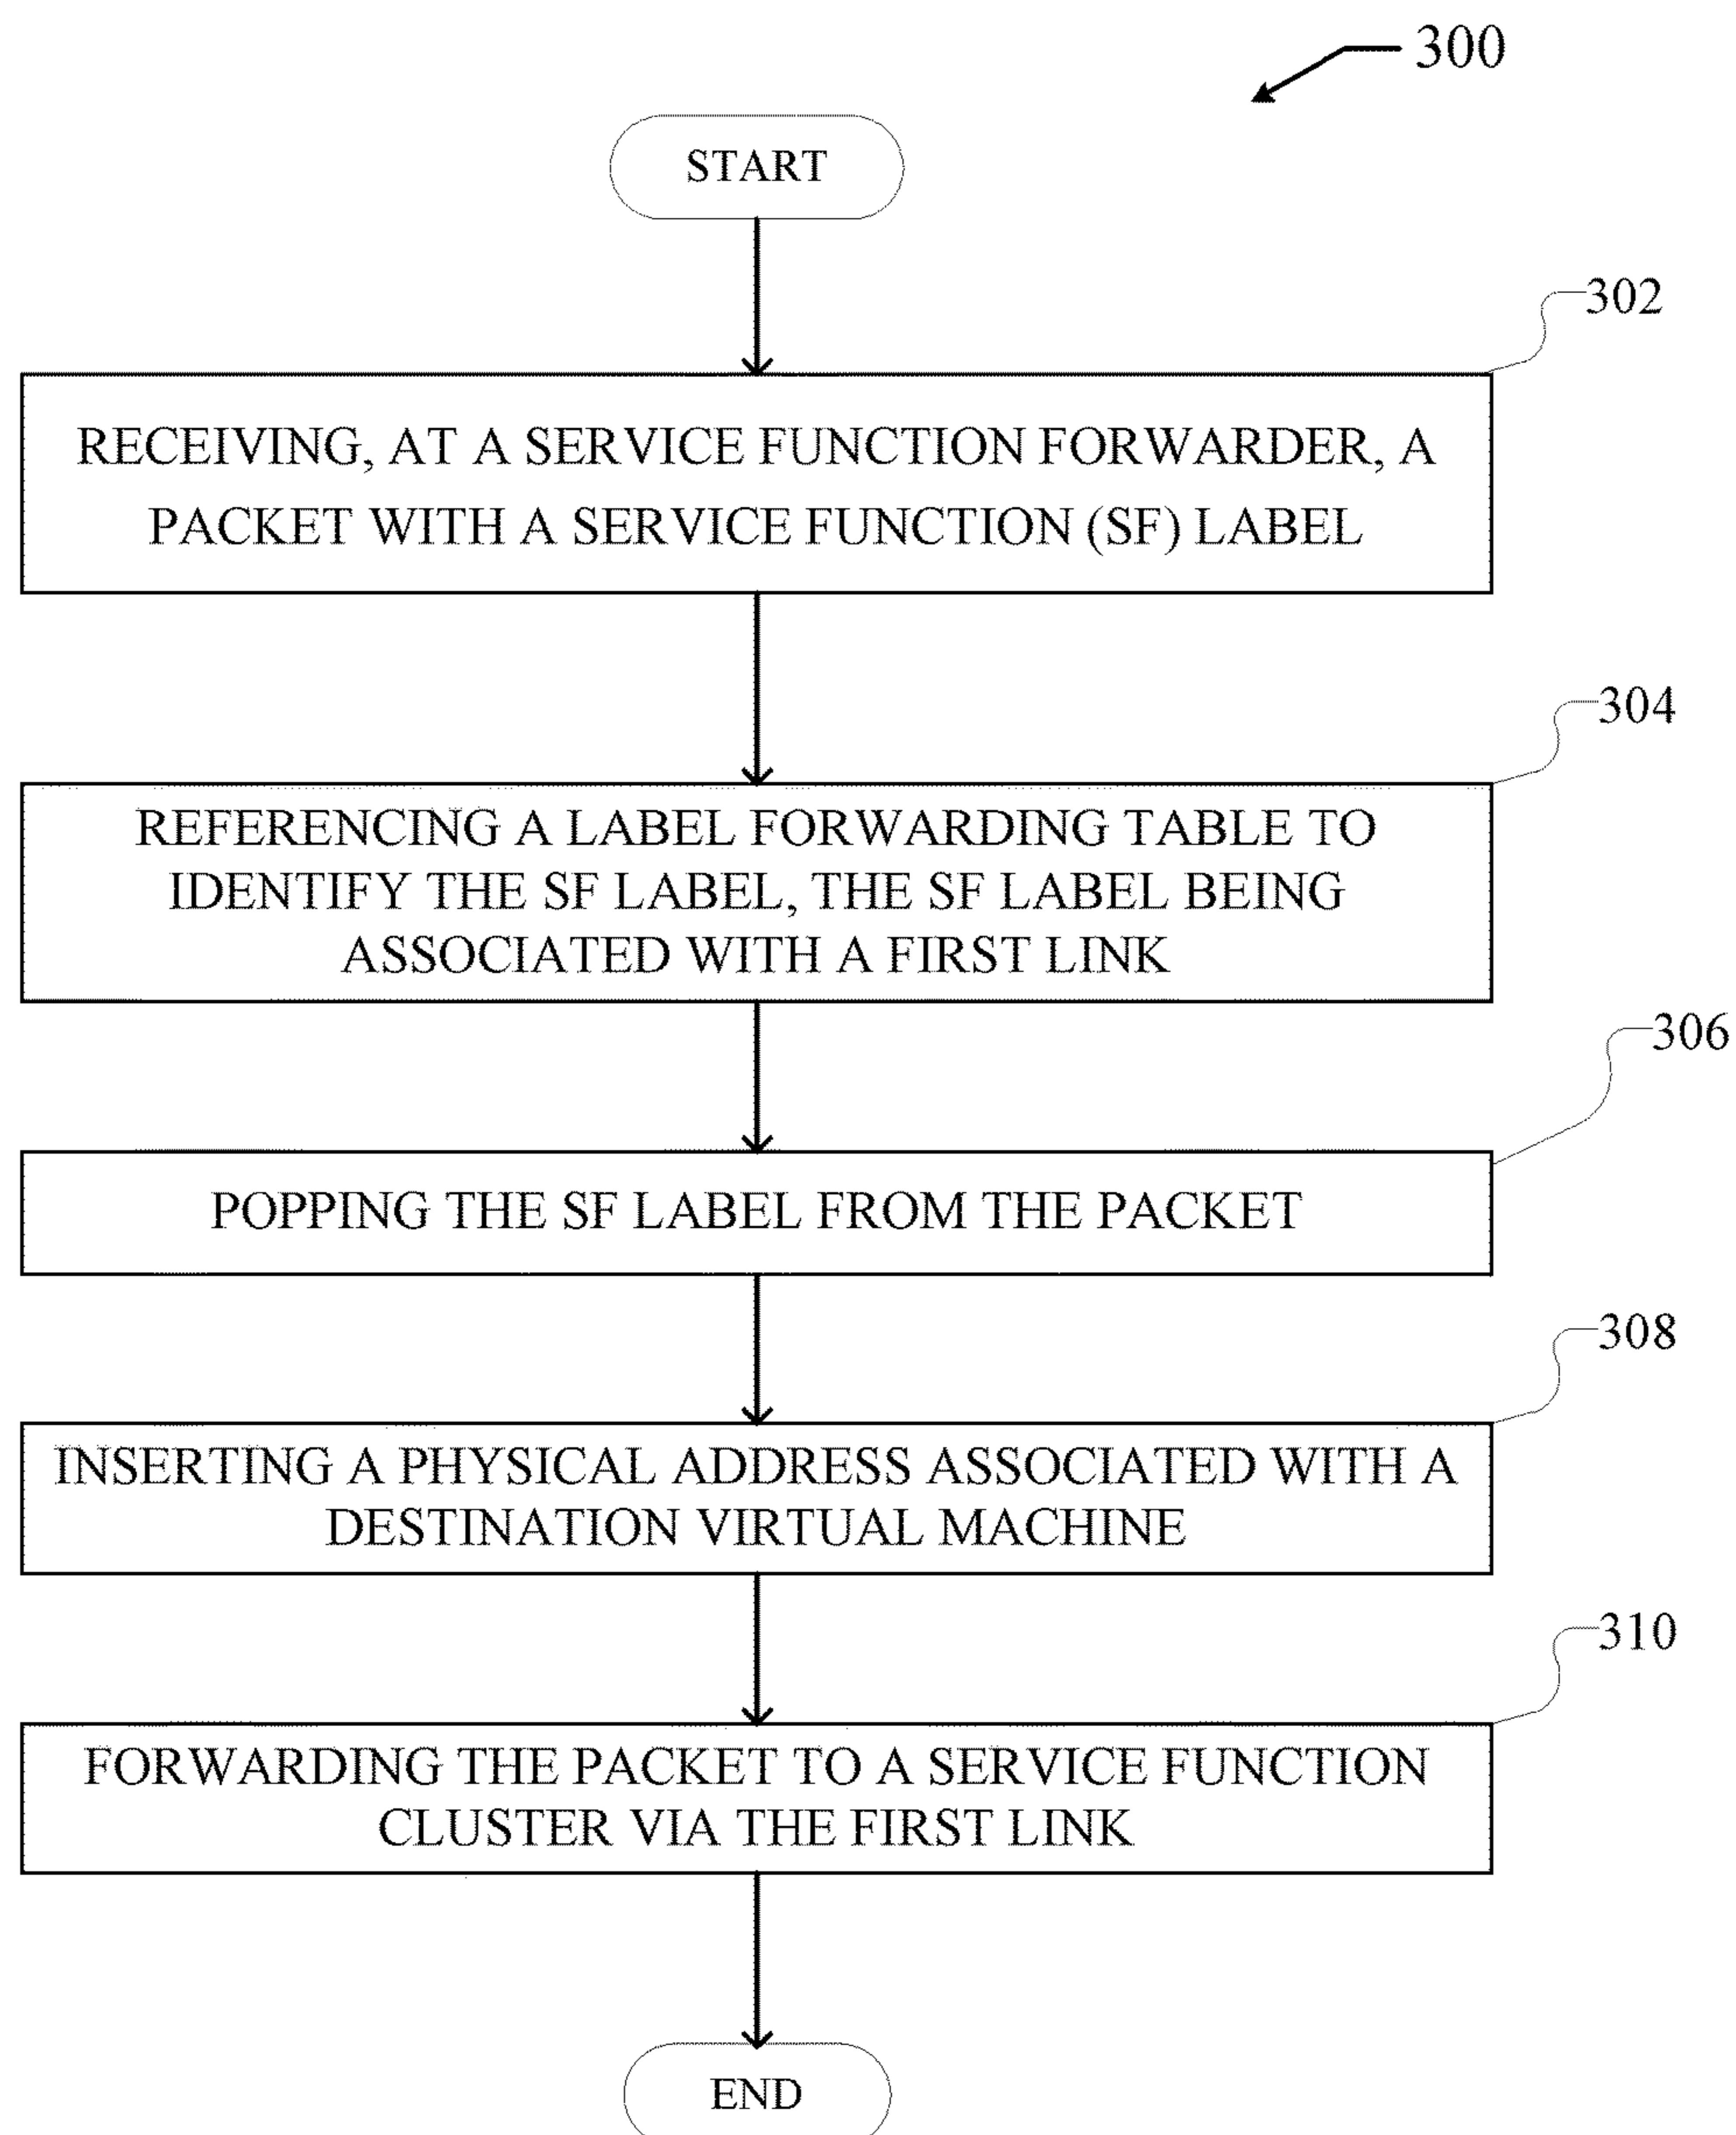 300
START
302
RECEIVING, AT A SERVICE FUNCTION FORWARDER, A
PACKET WITH A SERVICE FUNCTION (SF) LABEL
304
REFERENCING A LABEL FORWARDING TABLE TO
IDENTIFY THE SF LABEL, THE SF LABEL BEING
ASSOCIATED WITH A FIRST LINK
306
POPPING THE SF LABEL FROM THE PACKET
308
INSERTING A PHYSICAL ADDRESS ASSOCIATED WITH A
DESTINATION VIRTUAL MACHINE
310
FORWARDING THE PACKET TO A SERVICE FUNCTION
CLUSTER VIA THE FIRST LINK
END